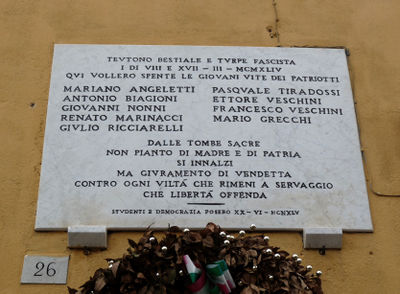 TEVTONO BESTIALE E TVRPE FASCISTA
I DI VIII E XVII - III - MCMXLIV
QVI VOLLERO SPENTE LE GIOVANI VITE DEI PATRIOTTI
MARIANO ANGELETTI
ANTONIO BIAGIONI
GIOVANNI NONNI
RENATO MARINACCI
GIVLIO RICCIARELLI
PASQVALE TIRADOSSI
ETTORE VESCHINI
FRANCESCO VESCHINI
MARIO GRECCHI
DALLE TOMBE SACRE
NON PIANTO DI MADRE E DI PATRIA
SI INNALZI
MA GIVRAMENTO DI VENDETTA
CONTRO OGNI VILTÀ CHE RIMENI A SERVAGGIO
CHE LIBERTÀ OFFENDA
STVDENTI E DEMOCRAZIA POSERO XX - VI - MCMXLV
26